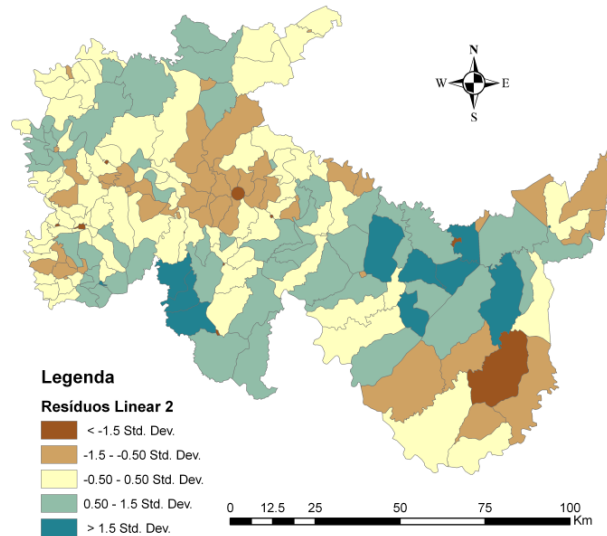 N
W E
S
Legenda
Resíduos Linear 2
< -1.5 Std. Dev.
-1.5 - -0.50 Std. Dev.
-0.50 - 0.50 Std. Dev.
0.50 - 1.5 Std. Dev.
> 1.5 Std. Dev.
0 12.5 25 50 75 100
Km